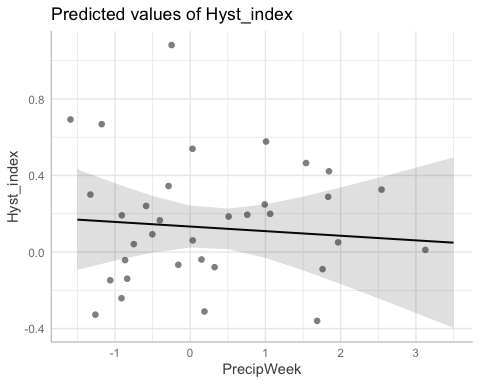 Predicted values of Hyst_index
0.8
0.4
0.0
-0.4
Hyst_index
-1 0 1 2 3
PrecipWeek